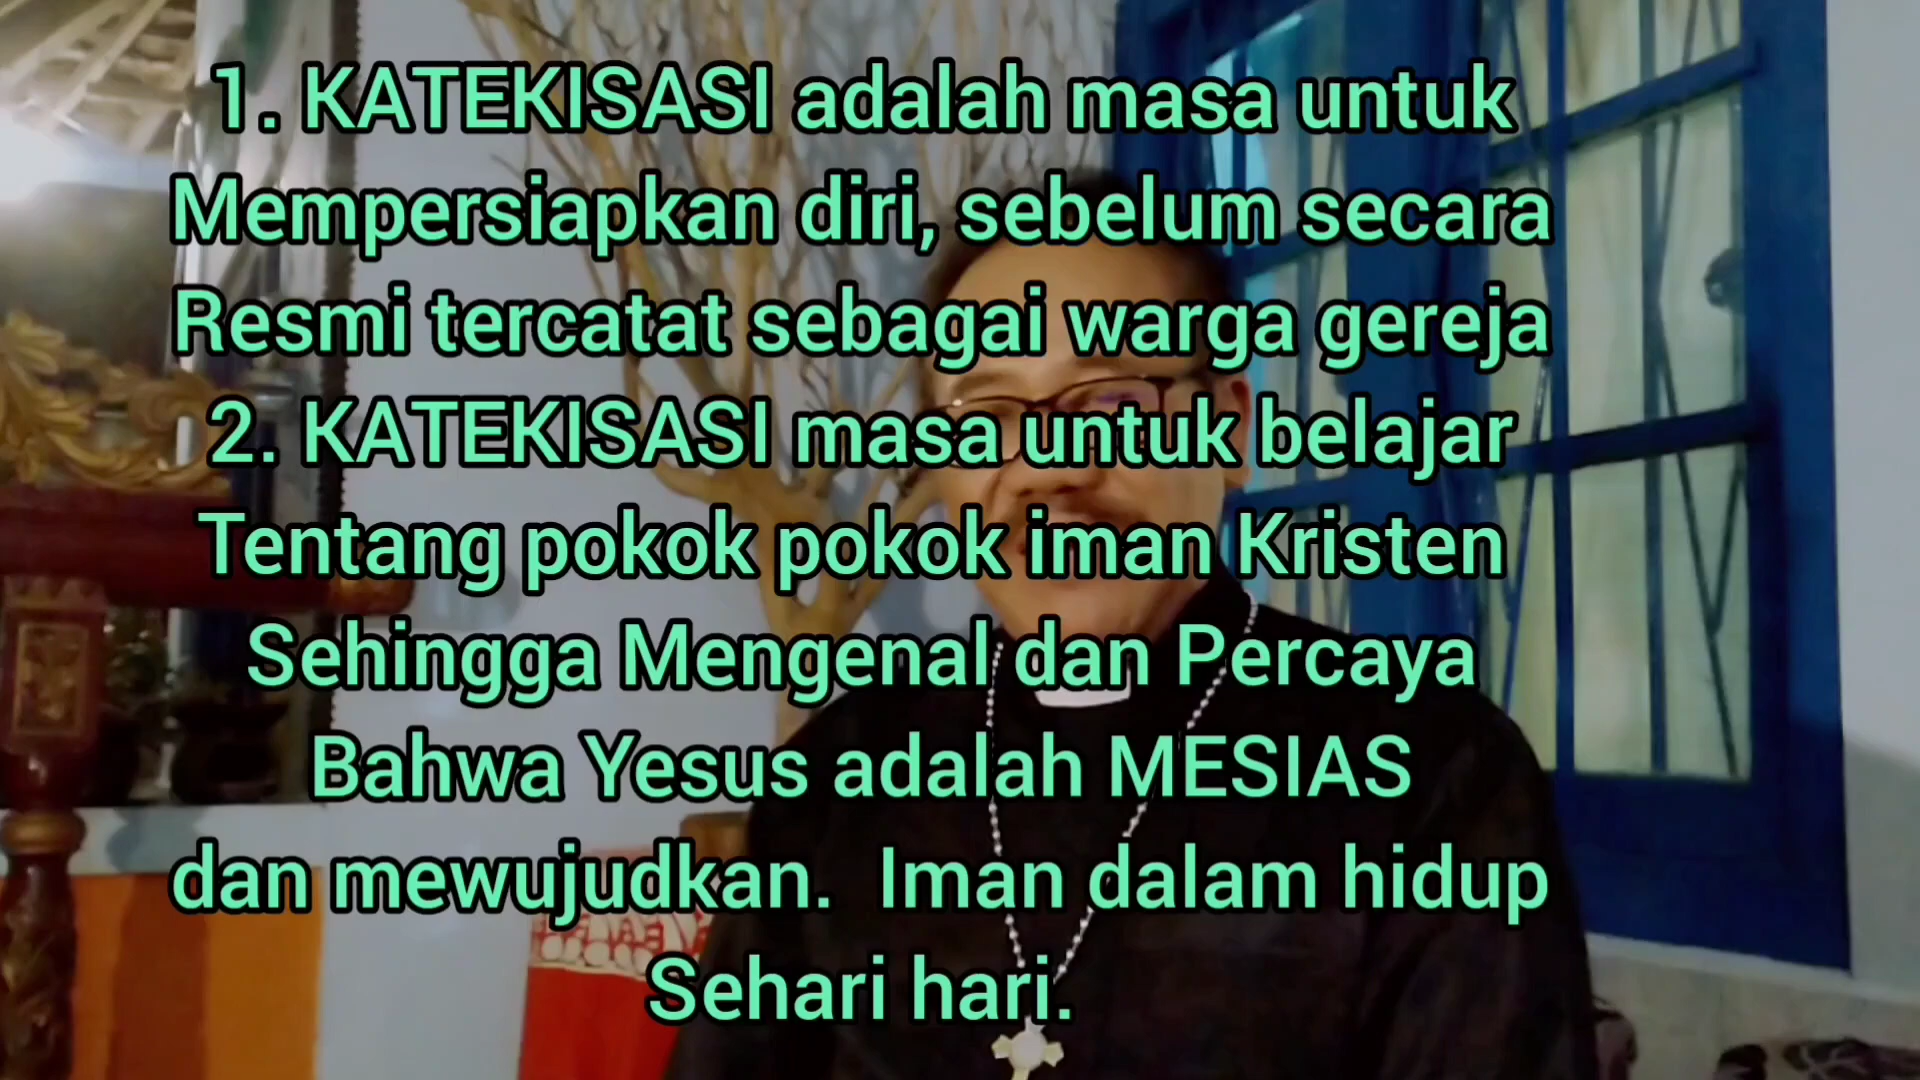 1. KATEKISASI adalah masa untuk
Mempersiapkan diri, sebelum secara
Resmi tercatat sebagai warga gereja
2. KATEKISASI masa untuk belajar
Tentang pokok pokok iman Kristen
Sehingga Mengenal dan Percaya
Bahwa Yesus adalah MESIAS
dan mewujudkan.  Iman dalam hidup
Sehari hari.